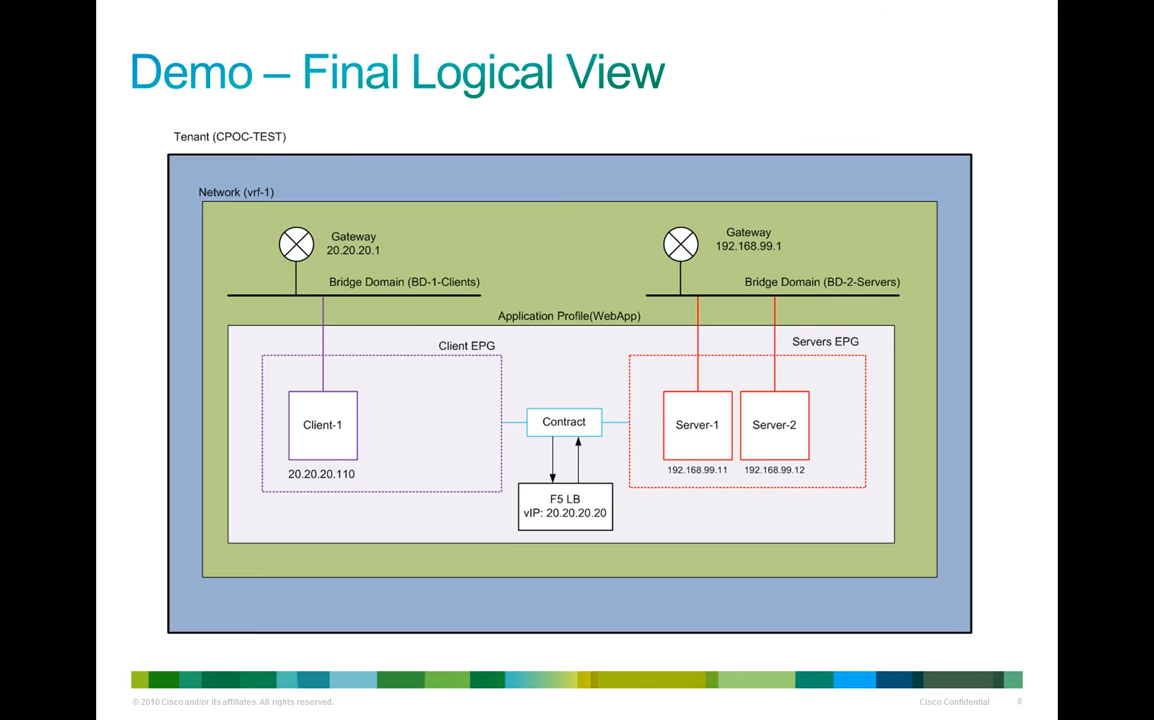 Demo – Final Logical View
Tenant (CPOC-TEST)
Network (vrf-1)
Gateway
20.20.20.1
Gateway
192.168.99.1
Bridge Domain (BD-1-Clients)
Bridge Domain (BD-2-Servers)
Application Profile(WebApp)
Client EPG
Servers EPG
Client-1
20.20.20.110
Contract
F5 LB
vIP: 20.20.20.20
Server-1
192.168.99.11
Server-2
192.168.99.12
© 2010 Cisco and/or its affiliates. All rights reserved.
Cisco Confidential
8